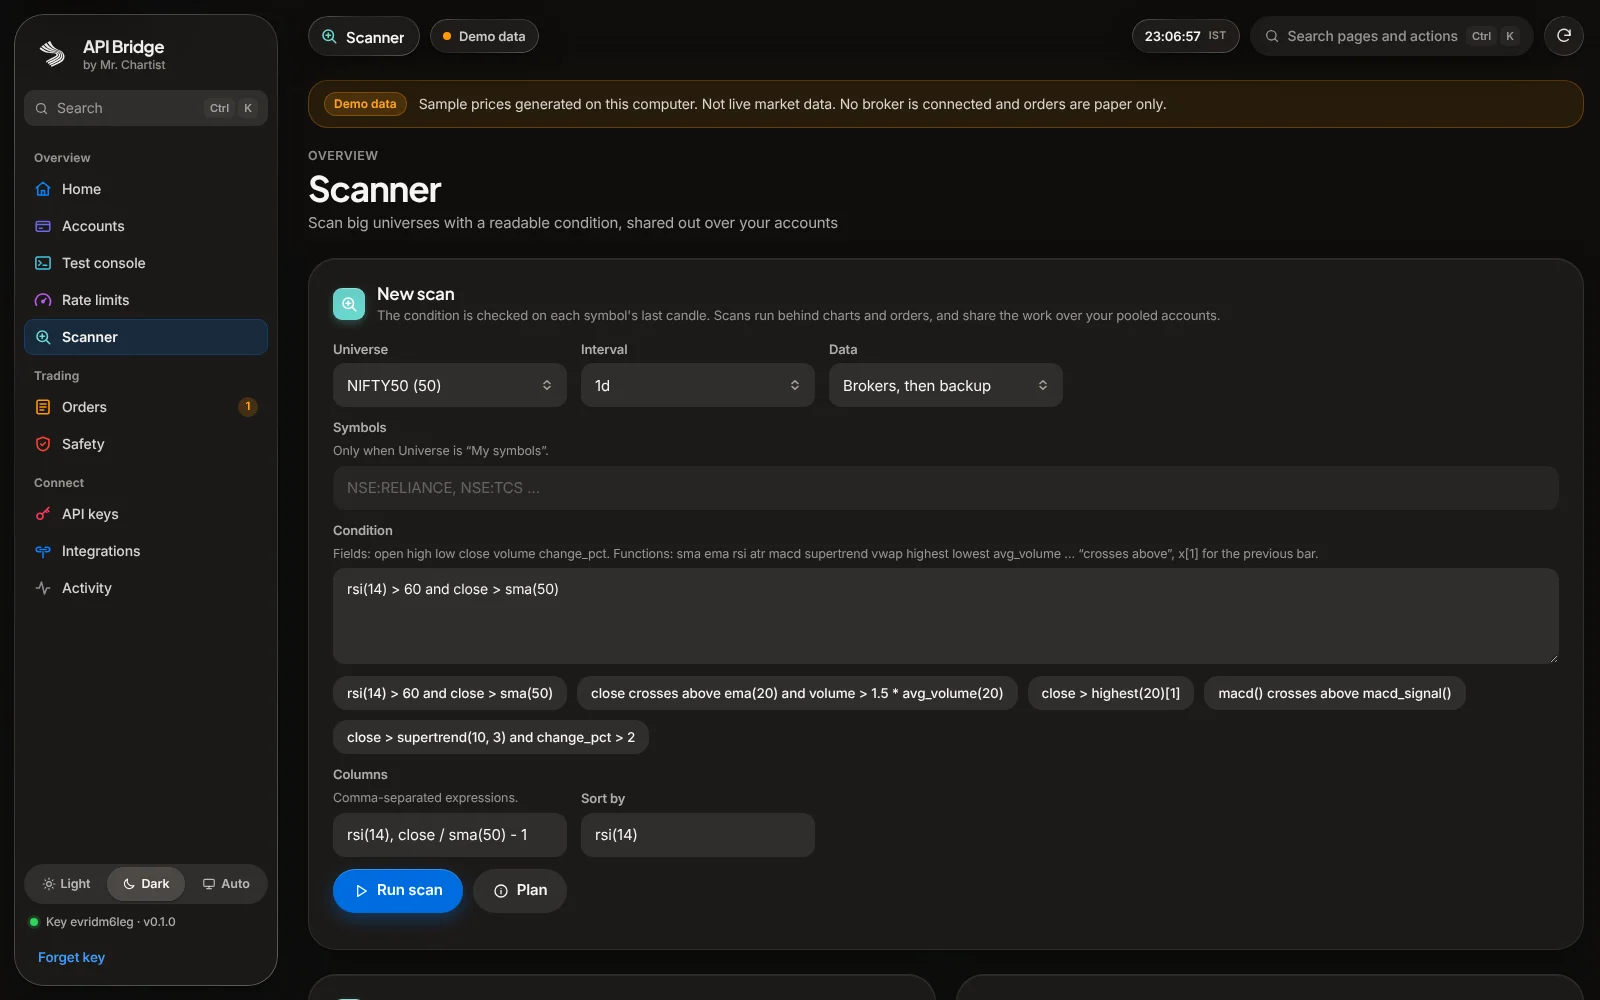 API Bridge
by Mr. Chartist
Search Ctrl K
Overview
Home
Accounts
Test console
Rate limits
Scanner
Trading
Orders 1
Safety
Connect
API keys
Integrations
Activity
Light Dark Auto
Key evridm6leg · v0.1.0
Forget key
Scanner Demo data 23:06:57 IST Search pages and actions Ctrl K
Demo data Sample prices generated on this computer. Not live market data. No broker is connected and orders are paper only.
OVERVIEW
Scanner
Scan big universes with a readable condition, shared out over your accounts
New scan
The condition is checked on each symbol's last candle. Scans run behind charts and orders, and share the work over your pooled accounts.
Universe Interval Data
NIFTY50 (50) 1d Brokers, then backup
Symbols
Only when Universe is “My symbols”.
NSE:RELIANCE, NSE:TCS ...
Condition
Fields: open high low close volume change_pct. Functions: sma ema rsi atr macd supertrend vwap highest lowest avg_volume ... “crosses above”, x[1] for the previous bar.
rsi(14) > 60 and close > sma(50)
rsi(14) > 60 and close > sma(50) close crosses above ema(20) and volume > 1.5 * avg_volume(20) close > highest(20)[1] macd() crosses above macd_signal()
close > supertrend(10, 3) and change_pct > 2
Columns
Comma-separated expressions. Sort by
rsi(14), close / sma(50) - 1 rsi(14)
Run scan Plan